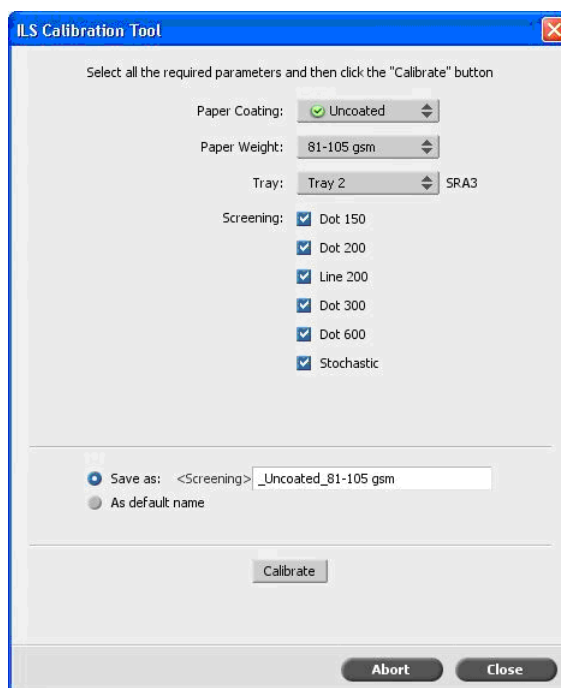 ILS Calibration Tool
Select all the required parameters and then click the "Calibrate" button
Paper Coating: Uncoated
Paper Weight: 81-105 gsm
Tray: Tray 2 SRA3
Screening: Dot 150
Dot 200
Line 200
Dot 300
Dot 600
Stochastic
Save as: <Screening> _Uncoated_81-105 gsm
As default name
Calibrate
Abort Close